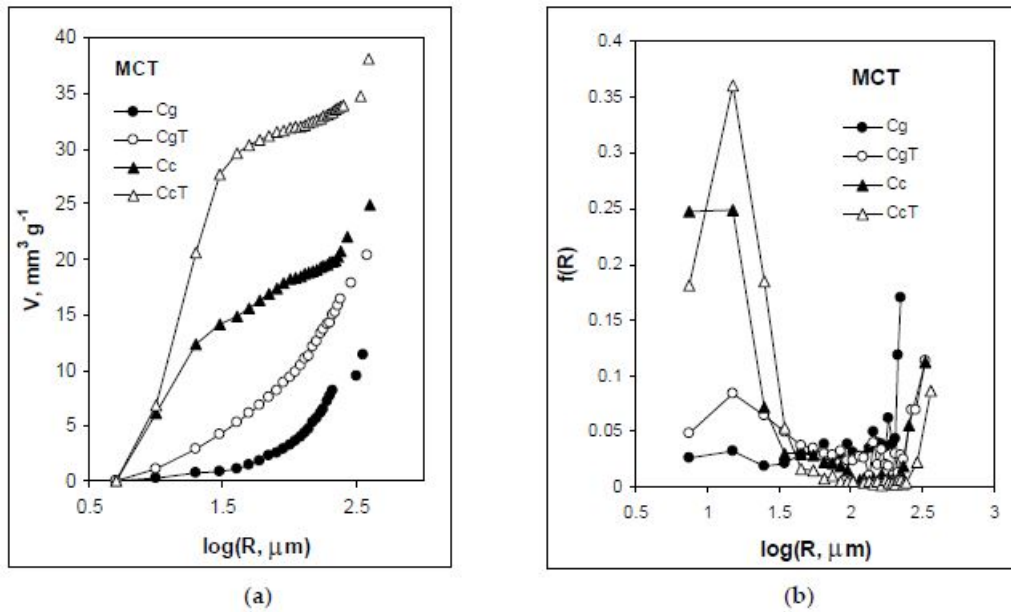 MCT
Cg
CgT
Cc
CcT
V, mm³ g⁻¹
40
35
30
25
20
15
10
5
0
0.5
1.5
2.5
log(R, μm)
(a)
MCT
Cg
CgT
Cc
CcT
f(R)
0.4
0.35
0.3
0.25
0.2
0.15
0.1
0.05
0
0.5
1
1.5
2
2.5
3
log(R, μm)
(b)